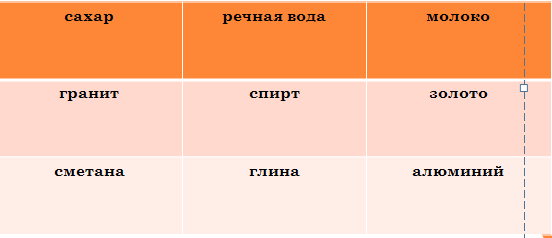 сахар речная вода молоко
гранит спирт золото
сметана глина алюминий